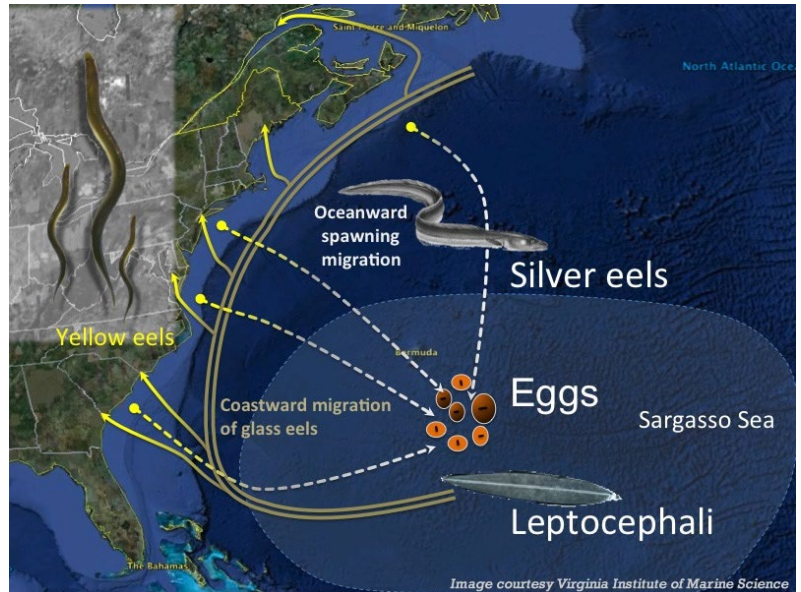 Saint Pierre and Miquelon
North Atlantic Oce
Oceanward
spawning
migration
Silver eels
Yellow eels
Bermuda
Eggs
Coastward migration
of glass eels
Sargasso Sea
Leptocephali
The Bahamas
Image courtesy Virginia Institute of Marine Science